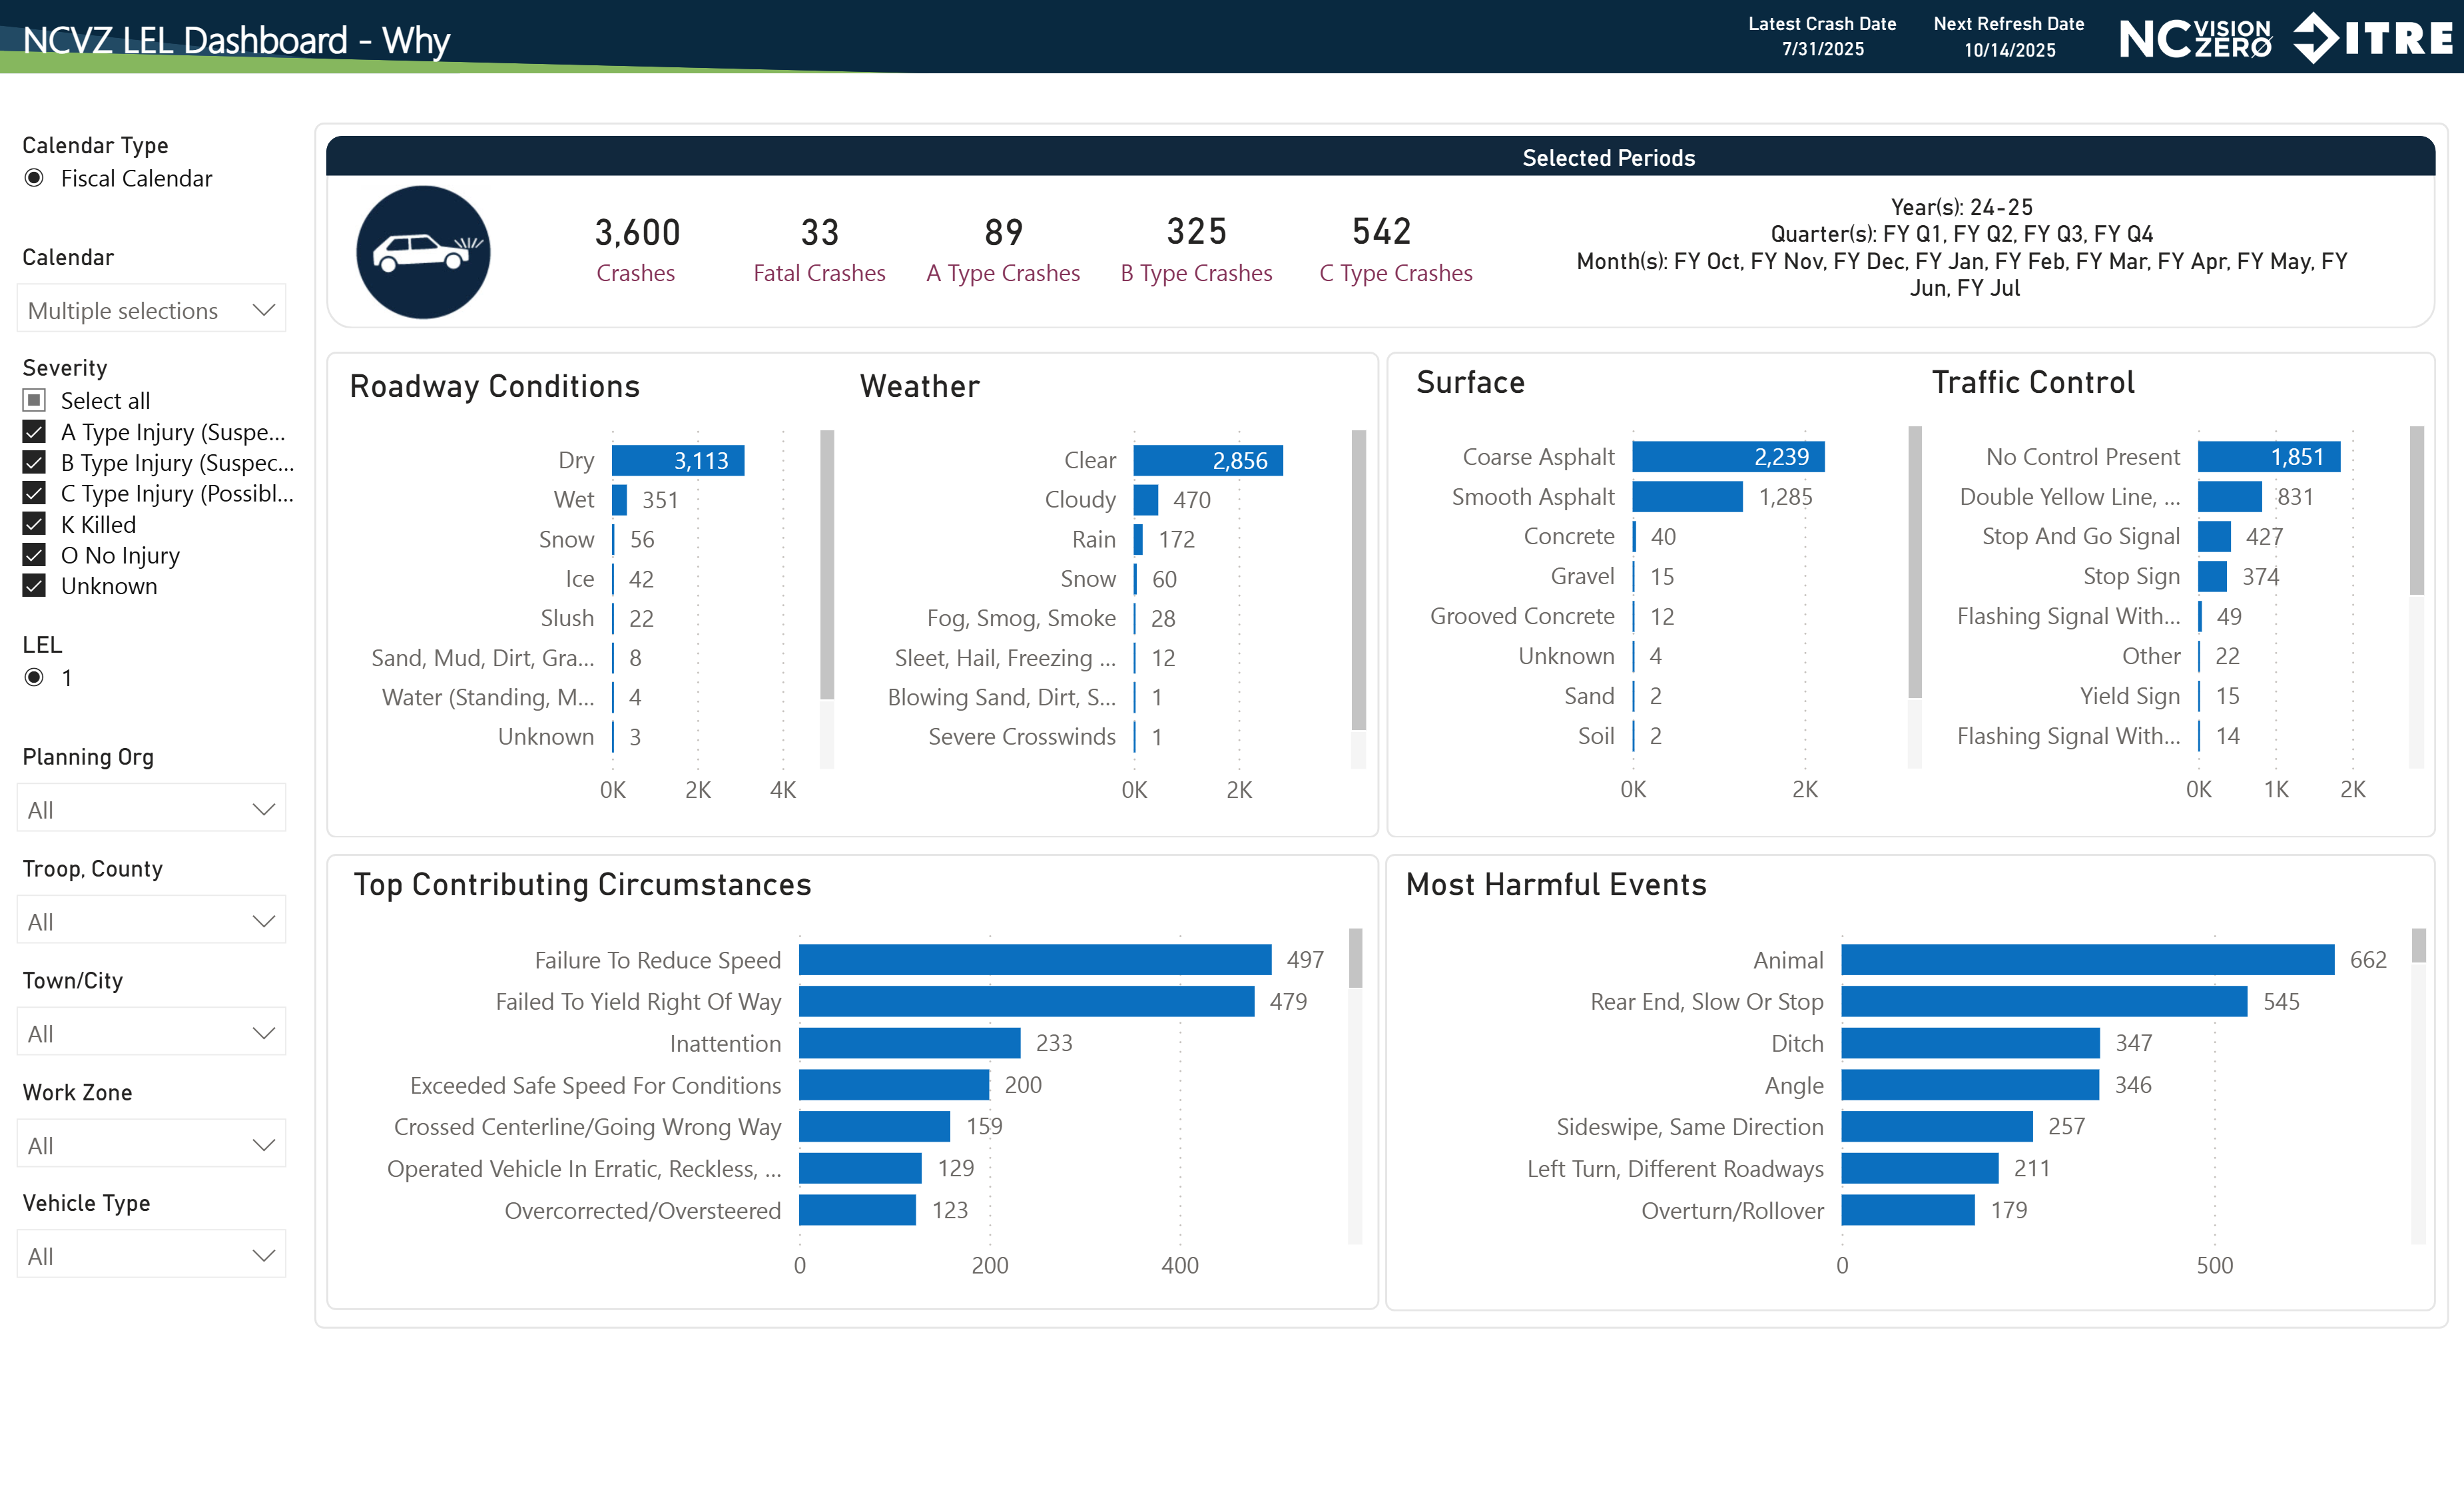 NCVZ LEL Dashboard - Why
Latest Crash Date
7/31/2025
Next Refresh Date
10/14/2025
NC VISION ZERO
ITRE
Calendar Type
Fiscal Calendar
Calendar
Multiple selections
Severity
Select all
A Type Injury (Suspe...
B Type Injury (Suspec...
C Type Injury (Possibl...
K Killed
O No Injury
Unknown
LEL
1
Planning Org
All
Troop, County
All
Town/City
All
Work Zone
All
Vehicle Type
All
Selected Periods
3,600
Crashes
33
Fatal Crashes
89
A Type Crashes
325
B Type Crashes
542
C Type Crashes
Year(s): 24-25
Quarter(s): FY Q1, FY Q2, FY Q3, FY Q4
Month(s): FY Oct, FY Nov, FY Dec, FY Jan, FY Feb, FY Mar, FY Apr, FY May, FY
Jun, FY Jul
Roadway Conditions
Dry 3,113
Wet 351
Snow 56
Ice 42
Slush 22
Sand, Mud, Dirt, Gra... 8
Water (Standing, M... 4
Unknown 3
0K 2K 4K
Weather
Clear 2,856
Cloudy 470
Rain 172
Snow 60
Fog, Smog, Smoke 28
Sleet, Hail, Freezing ... 12
Blowing Sand, Dirt, S... 1
Severe Crosswinds 1
0K 2K
Surface
Coarse Asphalt 2,239
Smooth Asphalt 1,285
Concrete 40
Gravel 15
Grooved Concrete 12
Unknown 4
Sand 2
Soil 2
0K 2K
Traffic Control
No Control Present 1,851
Double Yellow Line, ... 831
Stop And Go Signal 427
Stop Sign 374
Flashing Signal With... 49
Other 22
Yield Sign 15
Flashing Signal With... 14
0K 1K 2K
Top Contributing Circumstances
Failure To Reduce Speed 497
Failed To Yield Right Of Way 479
Inattention 233
Exceeded Safe Speed For Conditions 200
Crossed Centerline/Going Wrong Way 159
Operated Vehicle In Erratic, Reckless, ... 129
Overcorrected/Oversteered 123
0 200 400
Most Harmful Events
Animal 662
Rear End, Slow Or Stop 545
Ditch 347
Angle 346
Sideswipe, Same Direction 257
Left Turn, Different Roadways 211
Overturn/Rollover 179
0 500